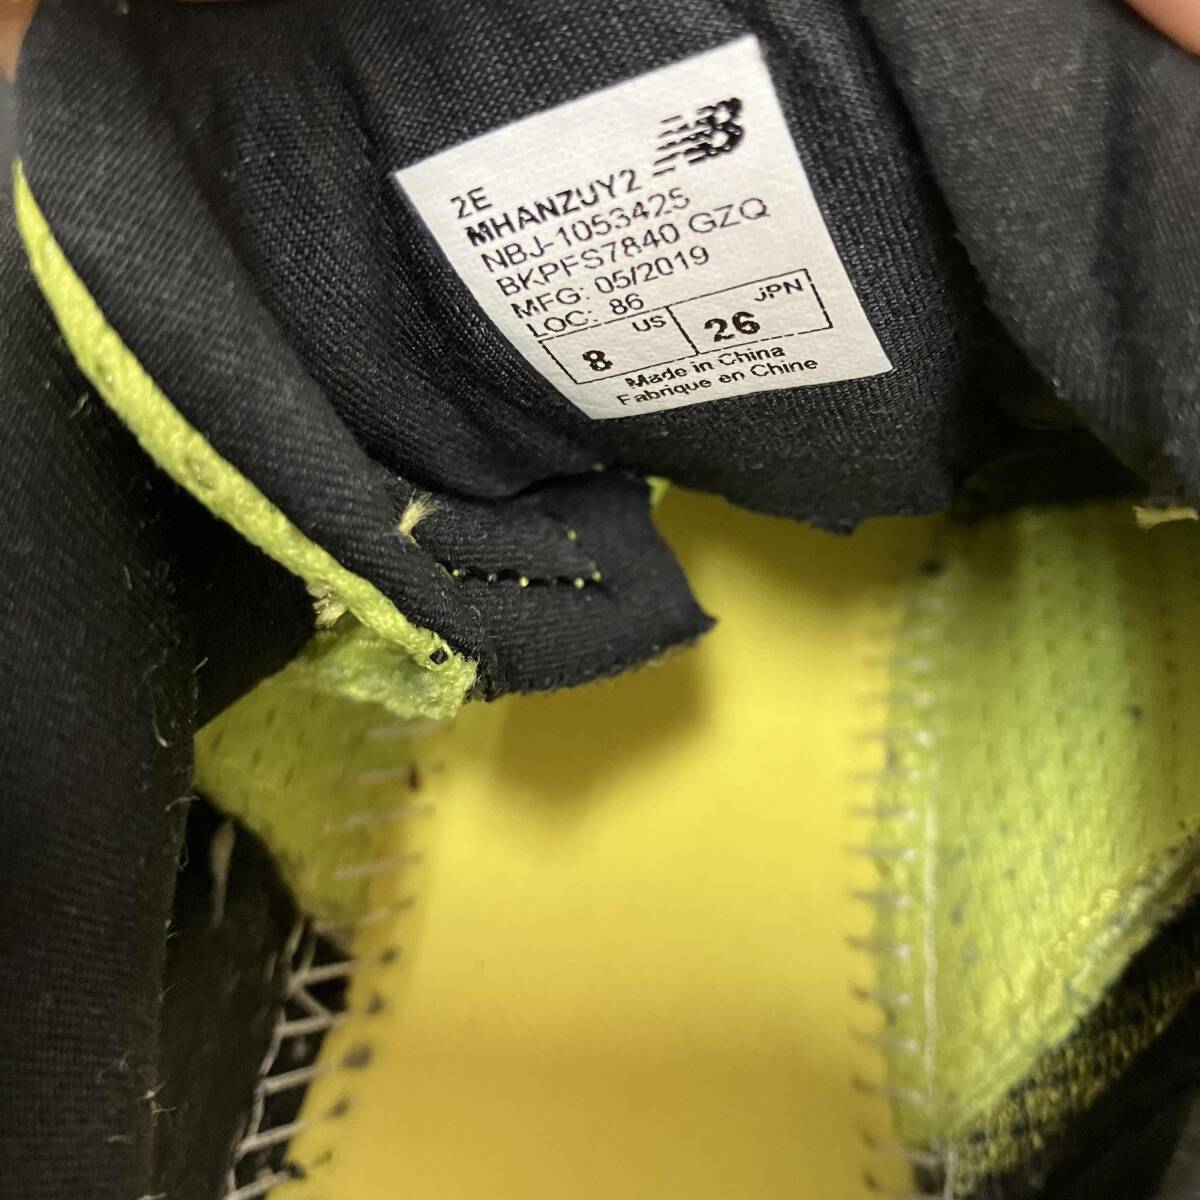 2E
MHANZUY2
NBJ-1053425
BKPFS7840 GZQ
MFG: 05/2019
LOC: 86
8 US 26 JPN
Made in China
Fabrique en Chine